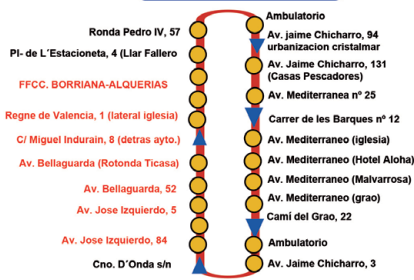 Ronda Pedro IV, 57
Pl- de L´Estacioneta, 4 (Llar Fallero
FFCC. BORRIANA-ALQUERIAS
Regne de Valencia, 1 (lateral iglesia)
C/ Miguel Indurain, 8 (detras ayto.)
Av. Bellaguarda (Rotonda Ticasa)
Av. Bellaguarda, 52
Av. Jose Izquierdo, 5
Av. Jose Izquierdo, 84
Cno. D´Onda s/n
Ambulatorio
Av. jaime Chicharro, 94
urbanizacion cristalmar
Av. Jaime Chicharro, 131
(Casas Pescadores)
Av. Mediterranea nº 25
Carrer de les Barques nº 12
Av. Mediterraneo (iglesia)
Av. Mediterraneo (Hotel Aloha)
Av. Mediterraneo (Malvarrosa)
Av. Mediterraneo (grao)
Camí del Grao, 22
Ambulatorio
Av. Jaime Chicharro, 3